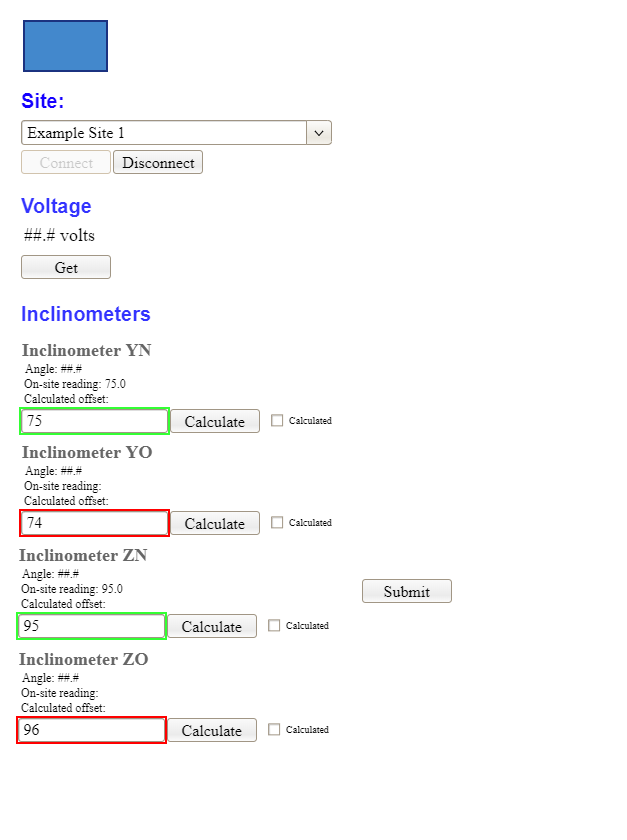 Site:
Example Site 1
Connect Disconnect
Voltage
##.# volts
Get
Inclinometers
Inclinometer YN
Angle: ##.#
On-site reading: 75.0
Calculated offset:
75 Calculate Calculated
Inclinometer YO
Angle: ##.#
On-site reading:
Calculated offset:
74 Calculate Calculated
Inclinometer ZN
Angle: ##.#
On-site reading: 95.0
Submit
Calculated offset:
95 Calculate Calculated
Inclinometer ZO
Angle: ##.#
On-site reading:
Calculated offset:
96 Calculate Calculated